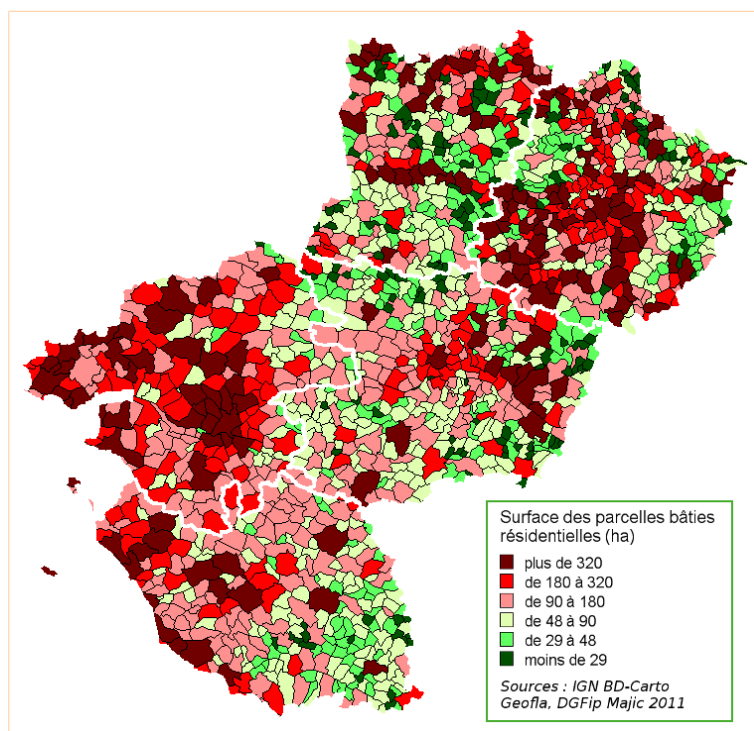 Surface des parcelles bâties
résidentielles (ha)
plus de 320
de 180 à 320
de 90 à 180
de 48 à 90
de 29 à 48
moins de 29
Sources : IGN BD-Carto
Geofla, DGFip Majic 2011